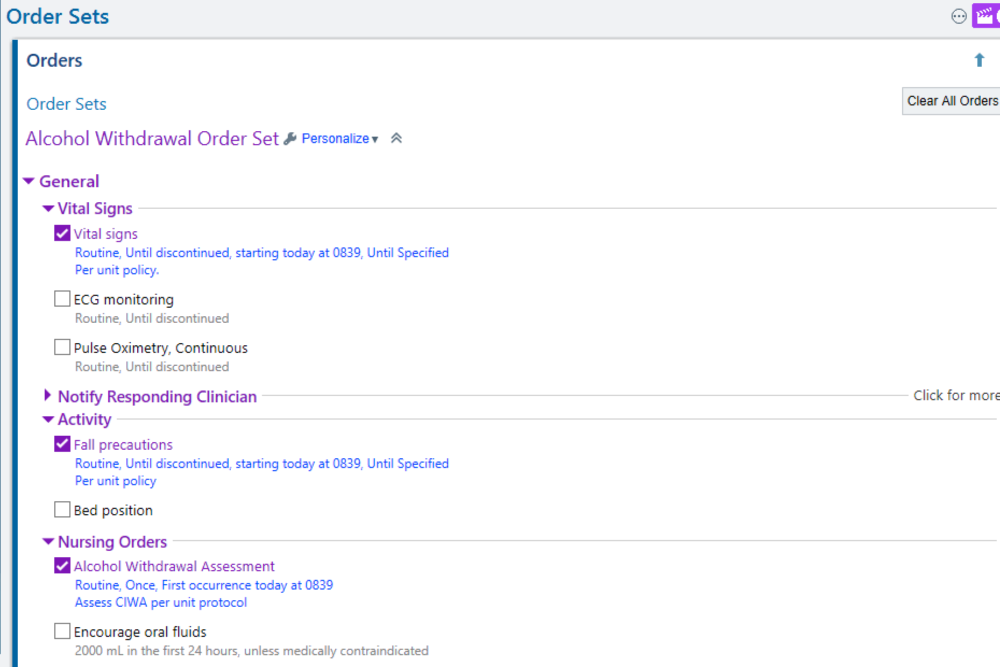 Order Sets
Orders
Order Sets
Clear All Orders
Alcohol Withdrawal Order Set Personalize
General
Vital Signs
Vital signs
Routine, Until discontinued, starting today at 0839, Until Specified
Per unit policy.
ECG monitoring
Routine, Until discontinued
Pulse Oximetry, Continuous
Routine, Until discontinued
Notify Responding Clinician Click for more
Activity
Fall precautions
Routine, Until discontinued, starting today at 0839, Until Specified
Per unit policy
Bed position
Nursing Orders
Alcohol Withdrawal Assessment
Routine, Once, First occurrence today at 0839
Assess CIWA per unit protocol
Encourage oral fluids
2000 mL in the first 24 hours, unless medically contraindicated